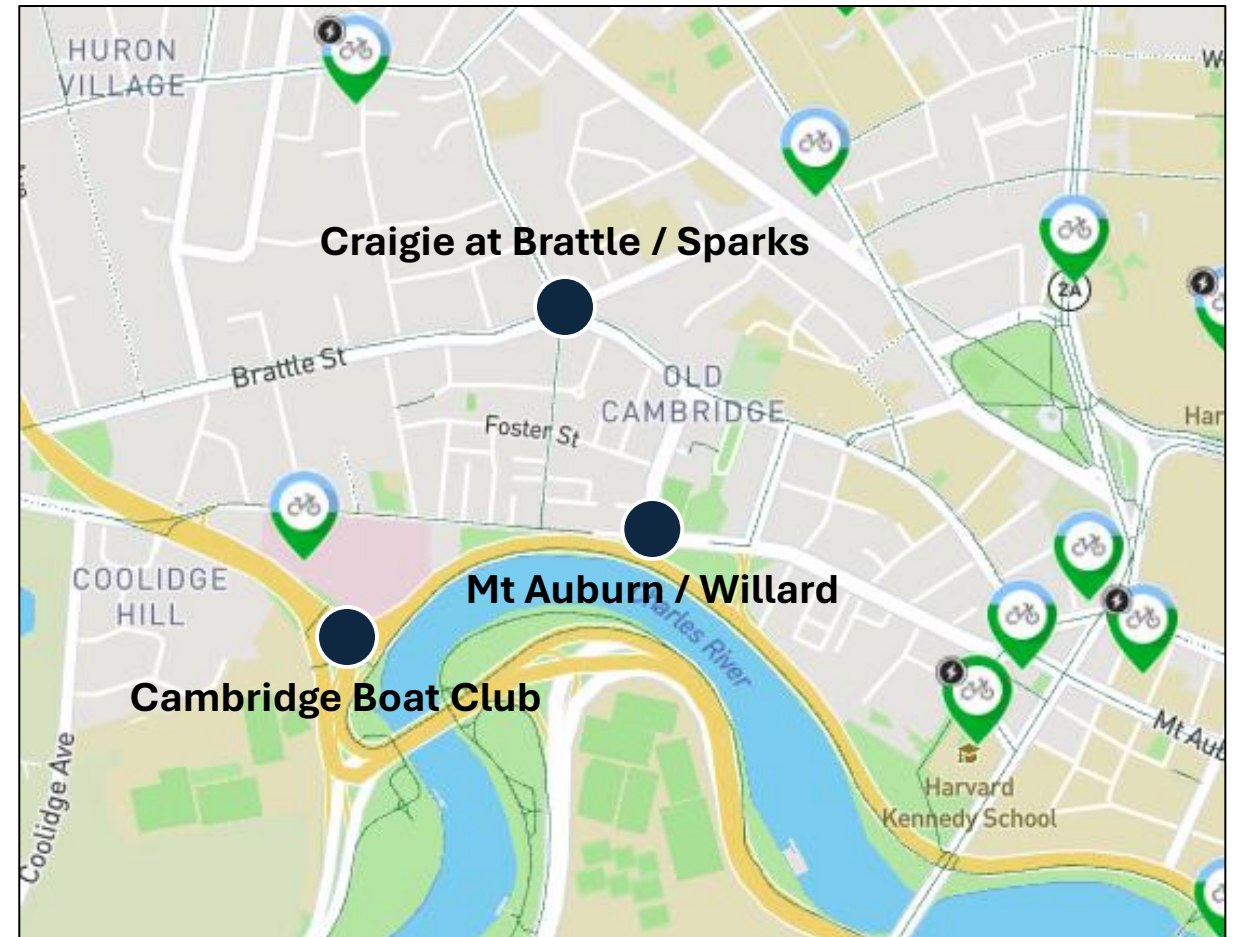 HURON
VILLAGE
Craigie at Brattle / Sparks
2A
Brattle St
OLD
CAMBRIDGE
Har
Foster St
COOLIDGE
HILL
Mt Auburn / Willard
Charles River
Cambridge Boat Club
Mt Aub
Coolidge Ave
Harvard
Kennedy School